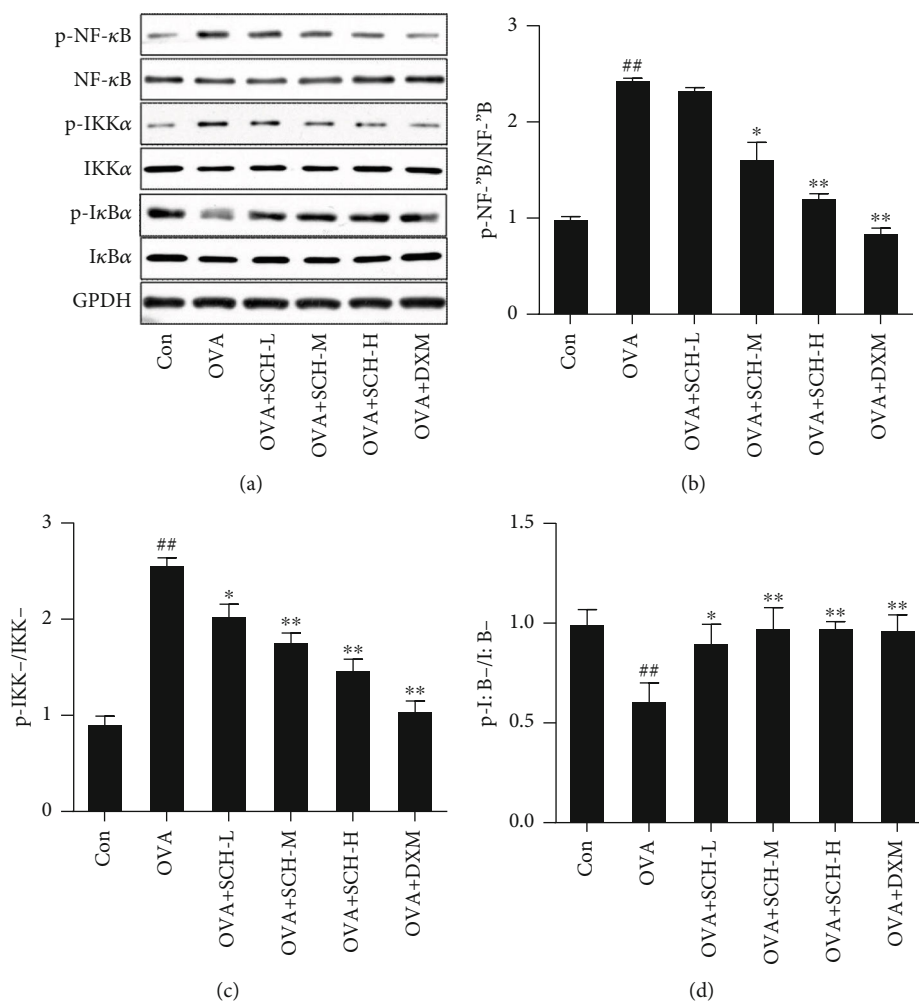 p-NF-κB
NF-κB
p-IKKα
IKKα
p-IκBα
IκBα
GPDH
Con
OVA
OVA+SCH-L
OVA+SCH-M
OVA+SCH-H
OVA+DXM
(a)
p-NF-"B/NF-"B
3
2
1
0
##
*
**
**
Con
OVA
OVA+SCH-L
OVA+SCH-M
OVA+SCH-H
OVA+DXM
(b)
p-IKK–/IKK–
3
2
1
0
##
*
**
**
**
Con
OVA
OVA+SCH-L
OVA+SCH-M
OVA+SCH-H
OVA+DXM
(c)
p-I: B–/I: B–
1.5
1.0
0.5
0.0
##
*
**
**
**
Con
OVA
OVA+SCH-L
OVA+SCH-M
OVA+SCH-H
OVA+DXM
(d)